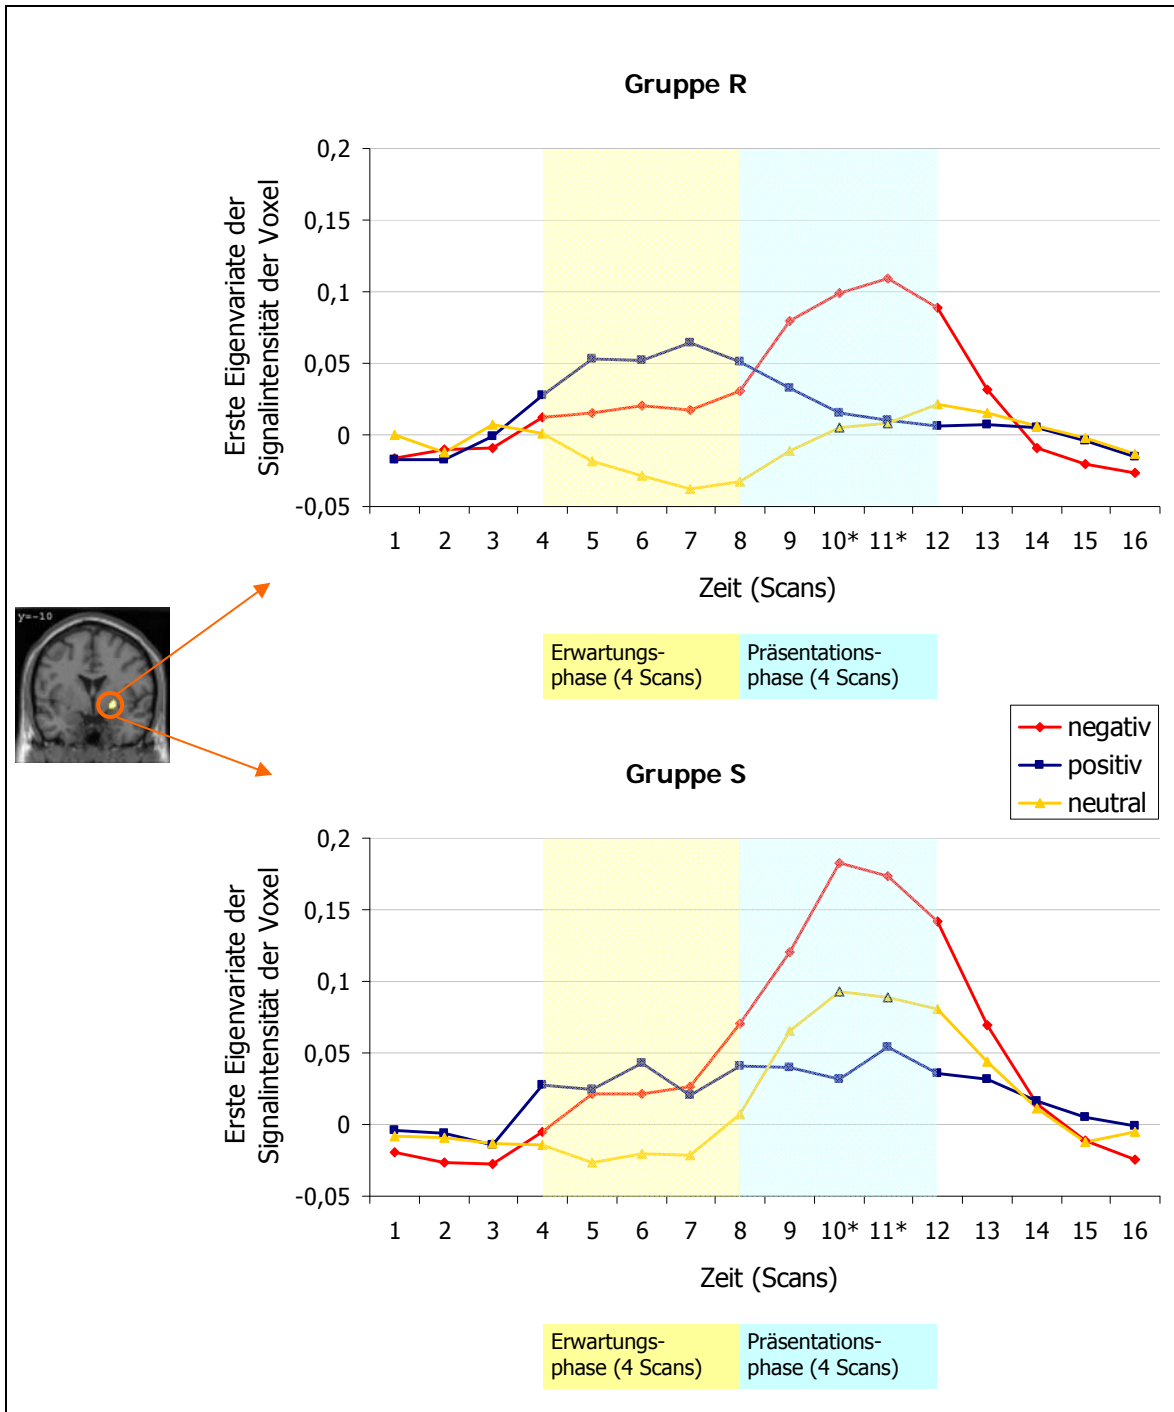 Gruppe R
Erste Eigenvariate der
Signalintensität der Voxel
0,2
0,15
0,1
0,05
0
-0,05
1 2 3 4 5 6 7 8 9 10* 11* 12 13 14 15 16
Zeit (Scans)
y=-10
Erwartungs-
phase (4 Scans)
Präsentations-
phase (4 Scans)
negativ
positiv
neutral
Gruppe S
Erste Eigenvariate der
Signalintensität der Voxel
0,2
0,15
0,1
0,05
0
-0,05
1 2 3 4 5 6 7 8 9 10* 11* 12 13 14 15 16
Zeit (Scans)
Erwartungs-
phase (4 Scans)
Präsentations-
phase (4 Scans)